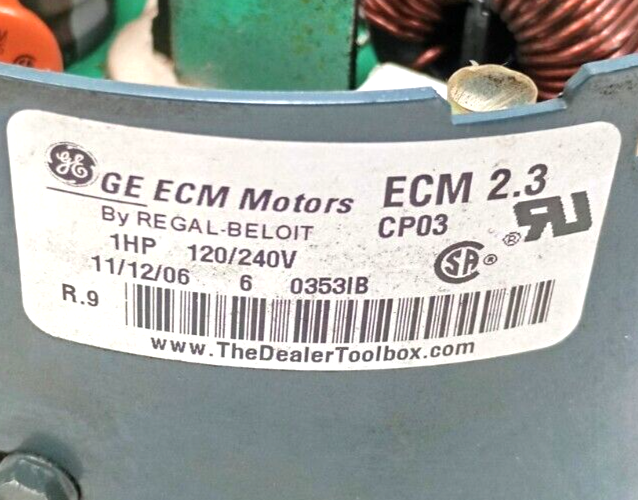 GE
GE ECM Motors
ECM 2.3
By REGAL-BELOIT
CP03
1HP 120/240V
11/12/06 6 0353IB
R.9
www.TheDealerToolbox.com